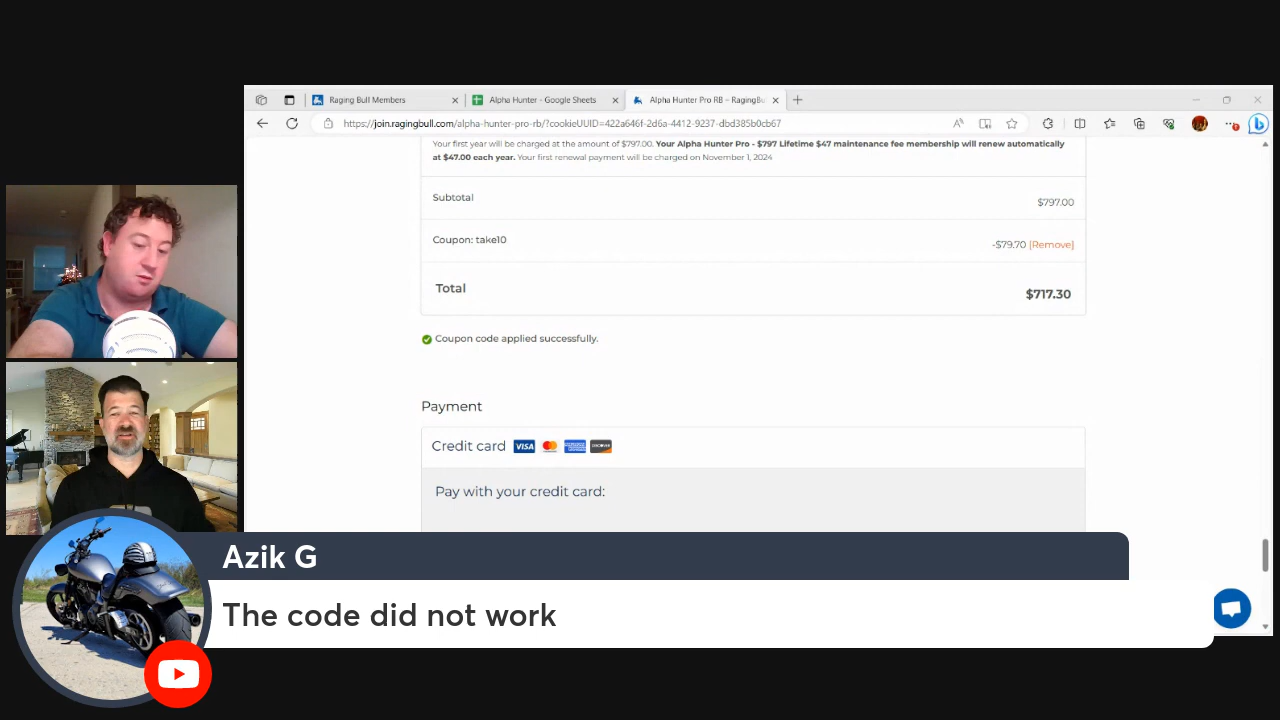 Raging Bull Members
Alpha Hunter - Google Sheets
Alpha Hunter Pro RB – RagingBu
https://join.ragingbull.com/alpha-hunter-pro-rb/?cookieUUID=422a646f-2d6a-4412-9237-dbd385b0cb67
Your first year will be charged at the amount of $797.00. Your Alpha Hunter Pro - $797 Lifetime $47 maintenance fee membership will renew automatically
at $47.00 each year. Your first renewal payment will be charged on November 1, 2024
Subtotal
$797.00
Coupon: take10
-$79.70 [Remove]
Total
$717.30
Coupon code applied successfully.
Payment
Credit card VISA
DISCOVER
Pay with your credit card:
Azik G
The code did not work